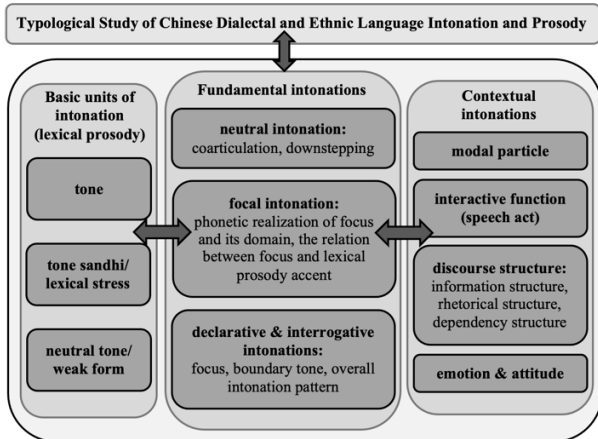 Typological Study of Chinese Dialectal and Ethnic Language Intonation and Prosody
Basic units of
intonation
(lexical prosody)
tone
tone sandhi/
lexical stress
neutral tone/
weak form
Fundamental intonations
neutral intonation:
coarticulation, downstepping
focal intonation:
phonetic realization of focus
and its domain, the relation
between focus and lexical
prosody accent
declarative & interrogative
intonations:
focus, boundary tone, overall
intonation pattern
Contextual
intonations
modal particle
interactive function
(speech act)
discourse structure:
information structure,
rhetorical structure,
dependency structure
emotion & attitude